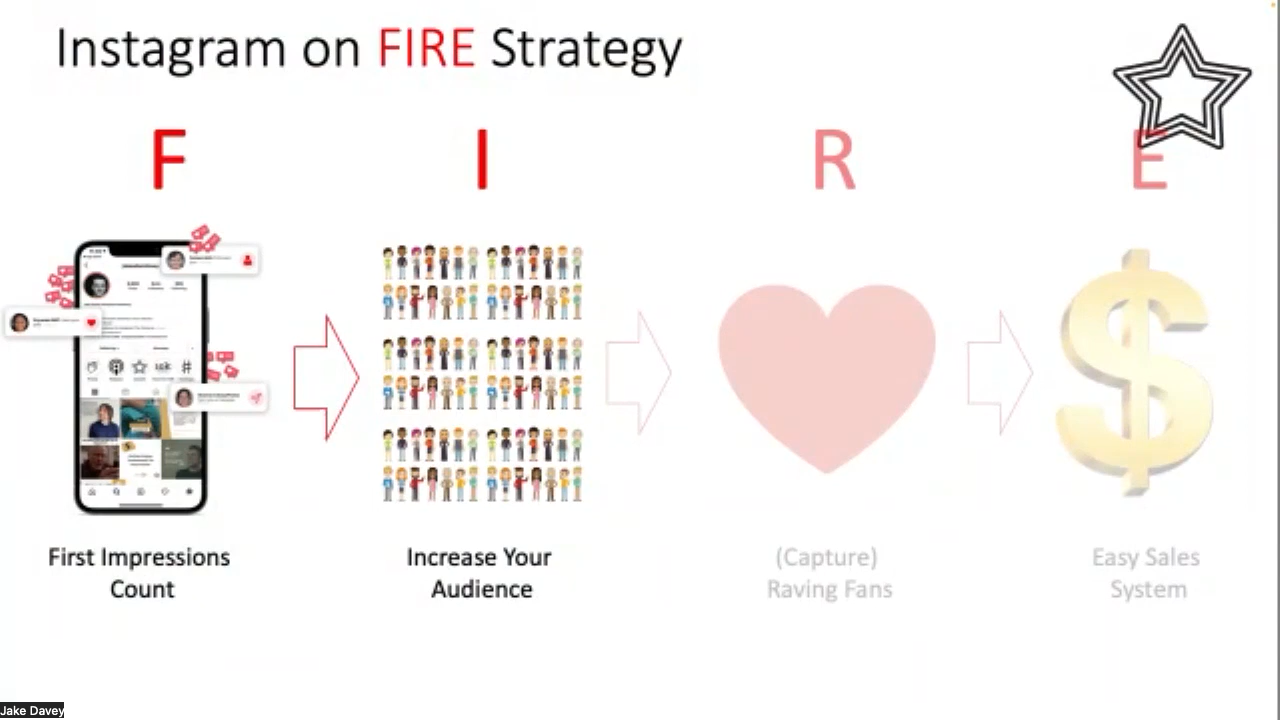 Instagram on FIRE Strategy
F
I
R
E
First Impressions
Count
Increase Your
Audience
(Capture)
Raving Fans
Easy Sales
System
Jake Davey